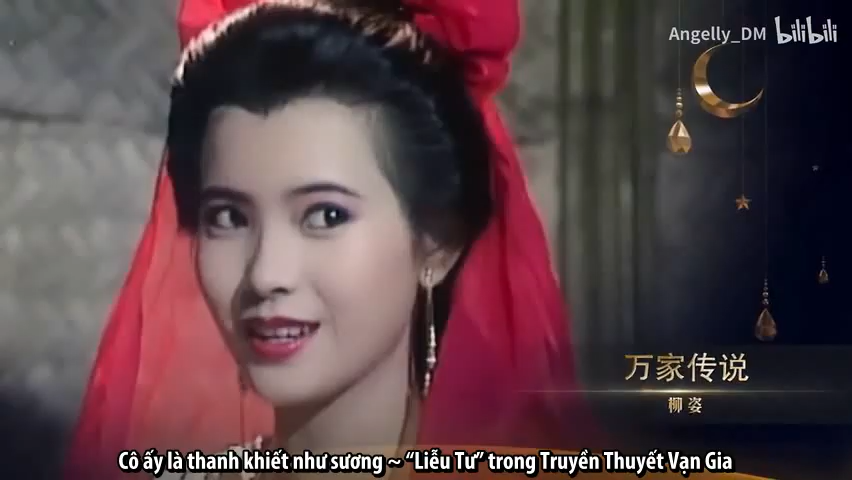 Angelly_DM bilibili
万家传说
柳姿
Cô ấy là thanh khiết như sương ~ “Liễu Tư” trong Truyền Thuyết Vạn Gia